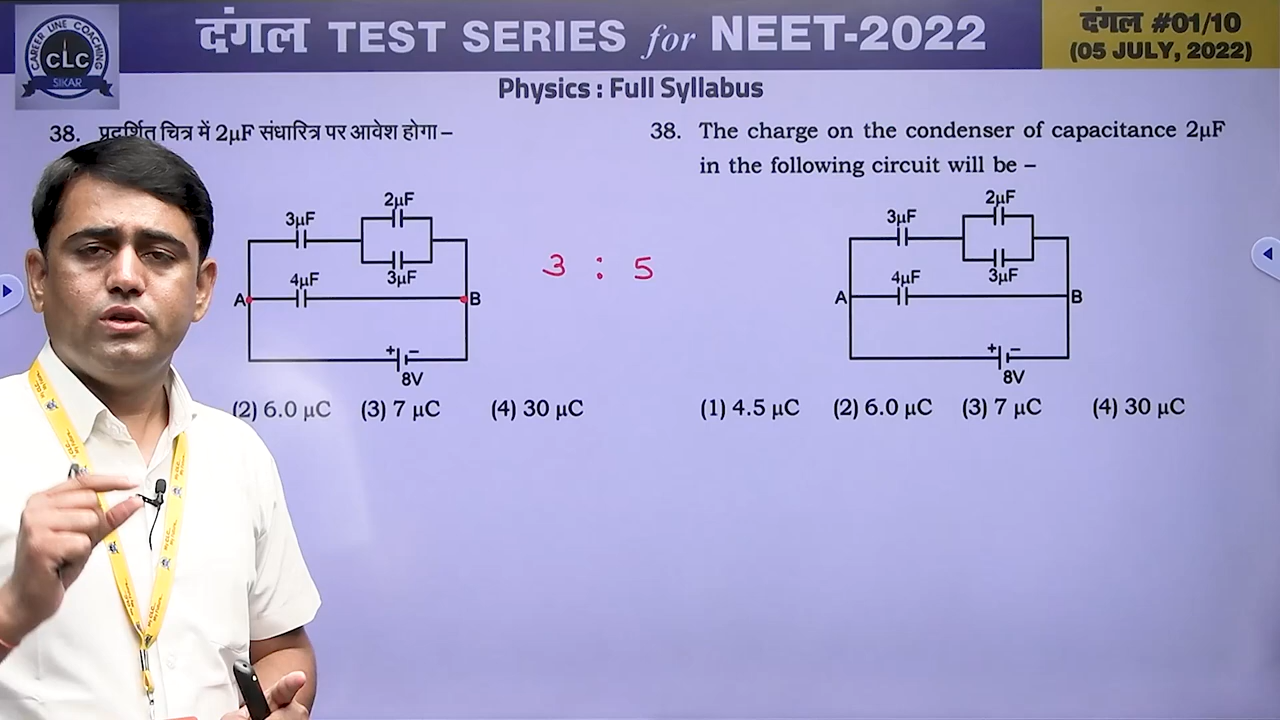 CAREER LINE COACHING
CLC
SIKAR
दंगल TEST SERIES for NEET-2022
दंगल #01/10
(05 JULY, 2022)
Physics : Full Syllabus
38. प्रदर्शित चित्र में 2µF संधारित्र पर आवेश होगा –
2µF
3µF
3µF
4µF
A
B
+ –
8V
(2) 6.0 µC (3) 7 µC (4) 30 µC
3 : 5
38. The charge on the condenser of capacitance 2µF
in the following circuit will be –
2µF
3µF
3µF
4µF
A
B
+ –
8V
(1) 4.5 µC (2) 6.0 µC (3) 7 µC (4) 30 µC